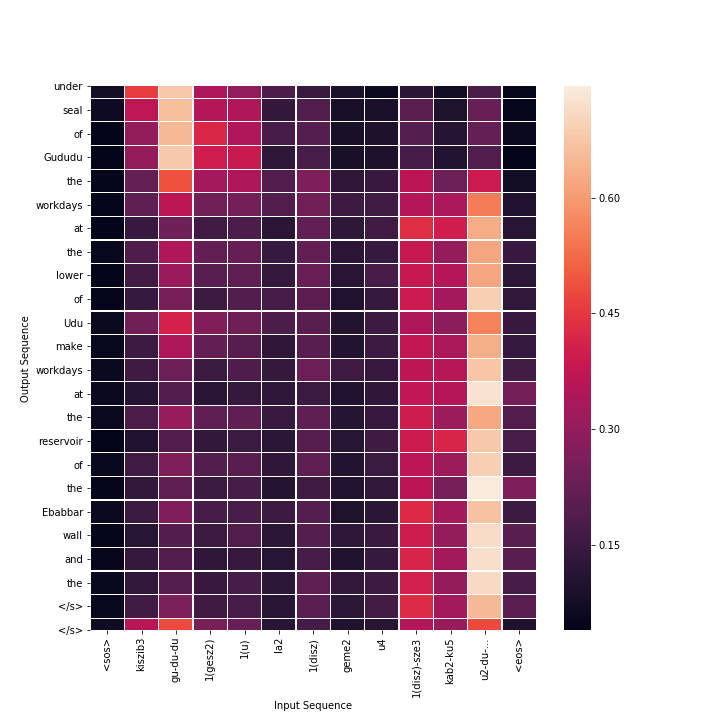 under
seal
of
Gududu
the
workdays
at
the
lower
of
Udu
make
workdays
at
the
reservoir
of
the
Ebabbar
wall
and
the
</s>
</s>
Output Sequence
<sos>
kiszib3
gu-du-du
1(gesz2)
1(u)
la2
1(disz)
geme2
u4
1(disz)-sze3
kab2-ku5
u2-du-...
<eos>
Input Sequence
0.60
0.45
0.30
0.15